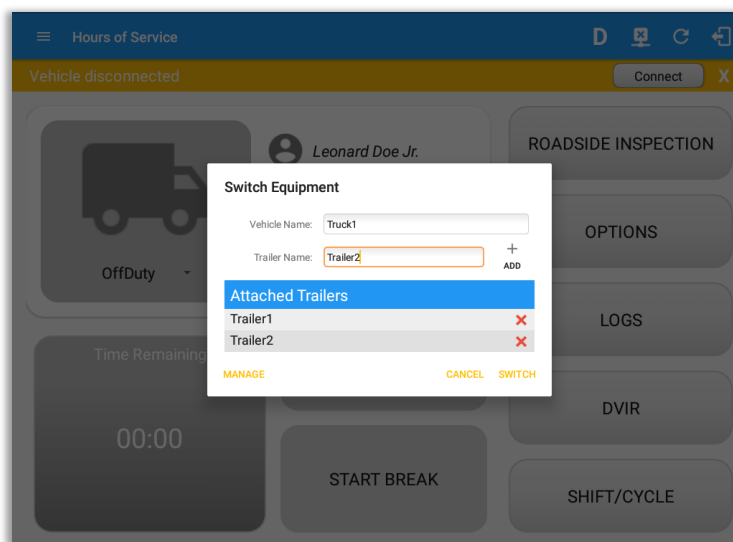 Hours of Service
D
Vehicle disconnected
Connect
X
Leonard Doe Jr.
OffDuty
Time Remaining
00:00
START BREAK
ROADSIDE INSPECTION
OPTIONS
LOGS
DVIR
SHIFT/CYCLE
Switch Equipment
Vehicle Name: Truck1
Trailer Name: Trailer2
ADD
Attached Trailers
Trailer1
Trailer2
MANAGE CANCEL SWITCH